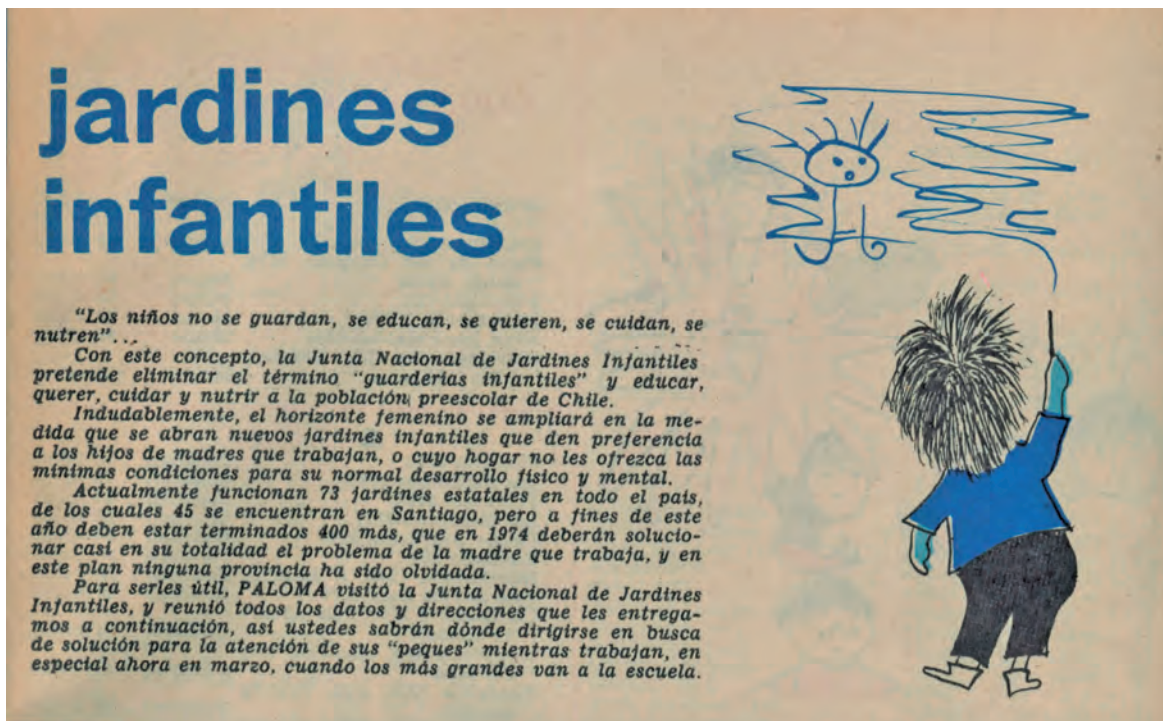 jardines
infantiles
"Los niños no se guardan, se educan, se quieren, se cuidan, se
nutren"...
Con este concepto, la Junta Nacional de Jardines Infantiles
pretende eliminar el término "guarderías infantiles" y educar,
querer, cuidar y nutrir a la población preescolar de Chile.
Indudablemente, el horizonte femenino se ampliará en la me-
dida que se abran nuevos jardines infantiles que den preferencia
a los hijos de madres que trabajan, o cuyo hogar no les ofrezca las
mínimas condiciones para su normal desarrollo físico y mental.
Actualmente funcionan 73 jardines estatales en todo el país,
de los cuales 45 se encuentran en Santiago, pero a fines de este
año deben estar terminados 400 más, que en 1974 deberán solucio-
nar casi en su totalidad el problema de la madre que trabaja, y en
este plan ninguna provincia ha sido olvidada.
Para serles útil, PALOMA visitó la Junta Nacional de Jardines
Infantiles, y reunió todos los datos y direcciones que les entrega-
mos a continuación, así ustedes sabrán dónde dirigirse en busca
de solución para la atención de sus "peques" mientras trabajan, en
especial ahora en marzo, cuando los más grandes van a la escuela.